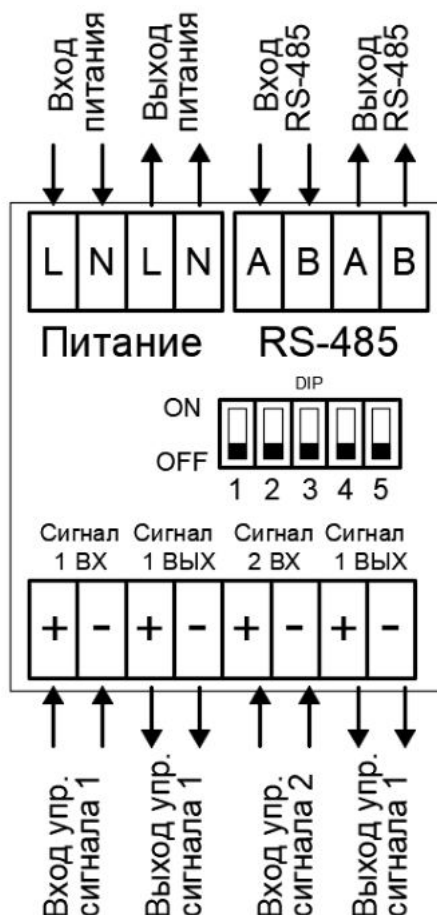 Вход
питания
Выход
питания
Вход
RS-485
Выход
RS-485
L N L N A B A B
Питание RS-485
DIP
ON
OFF
1 2 3 4 5
Сигнал
1 ВХ
Сигнал
1 ВЫХ
Сигнал
2 ВХ
Сигнал
1 ВЫХ
+ - + - + - + -
Вход упр.
сигнала 1
Выход упр.
сигнала 1
Вход упр.
сигнала 2
Выход упр.
сигнала 1